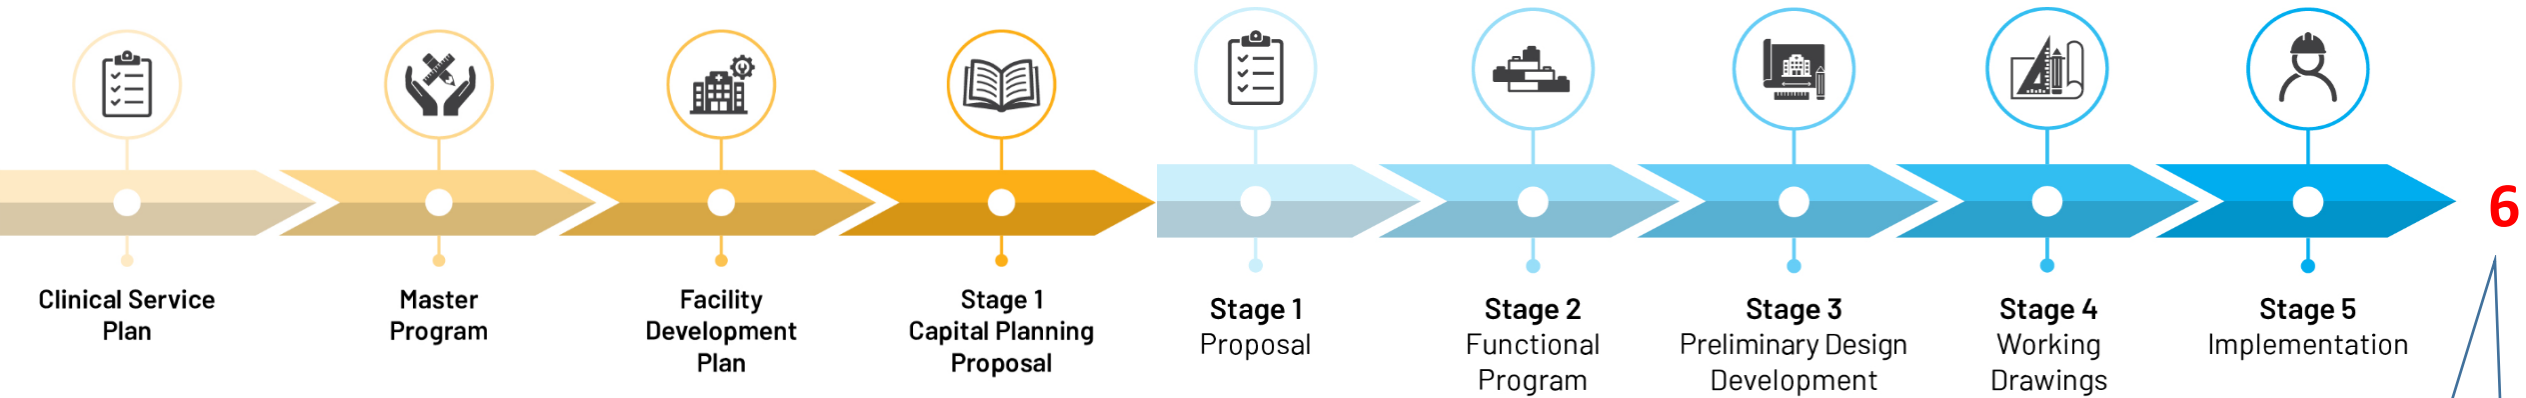 Clinical Service
Plan
Master
Program
Facility
Development
Plan
Stage 1
Capital Planning
Proposal
Stage 1
Proposal
Stage 2
Functional
Program
Stage 3
Preliminary Design
Development
Stage 4
Working
Drawings
Stage 5
Implementation
6